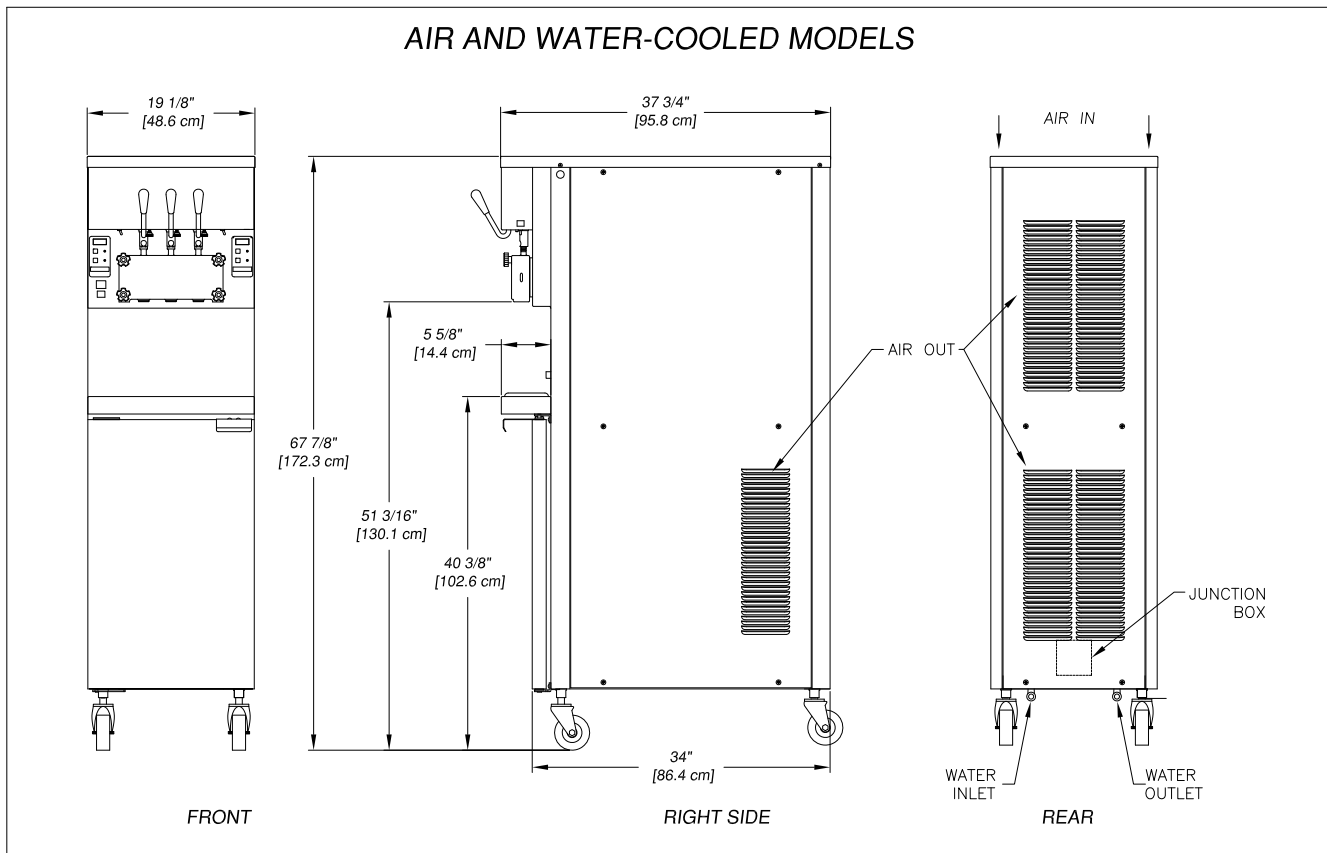 AIR AND WATER-COOLED MODELS
19 1/8"
[48.6 cm]
37 3/4"
[95.8 cm]
AIR IN
5 5/8"
[14.4 cm]
AIR OUT
67 7/8"
[172.3 cm]
51 3/16"
[130.1 cm]
40 3/8"
[102.6 cm]
JUNCTION
BOX
34"
[86.4 cm]
WATER
INLET
WATER
OUTLET
FRONT
RIGHT SIDE
REAR